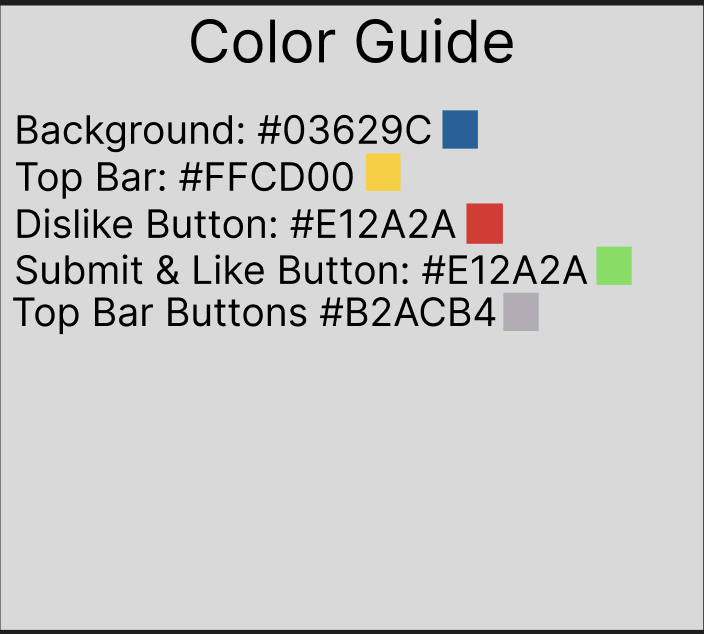 Color Guide
Background: #03629C
Top Bar: #FFCD00
Dislike Button: #E12A2A
Submit & Like Button: #E12A2A
Top Bar Buttons #B2ACB4